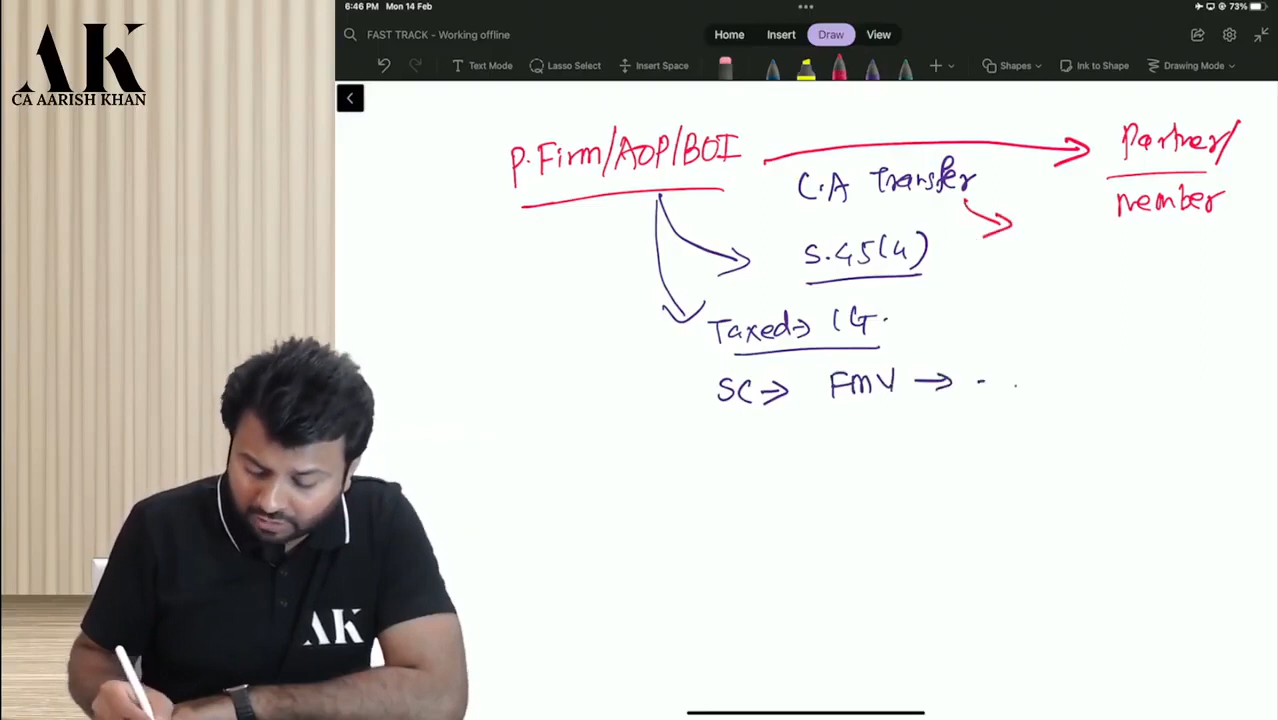 6:46 PM Mon 14 Feb
73%
AK
CA AARISH KHAN
FAST TRACK - Working offline
Home Insert Draw View
Text Mode Lasso Select Insert Space Shapes Ink to Shape Drawing Mode
P.Firm/AOP/BOI
C.A Transfer
Partner/
member
S.45(4)
Taxed → CG.
SC → FMV →
AK